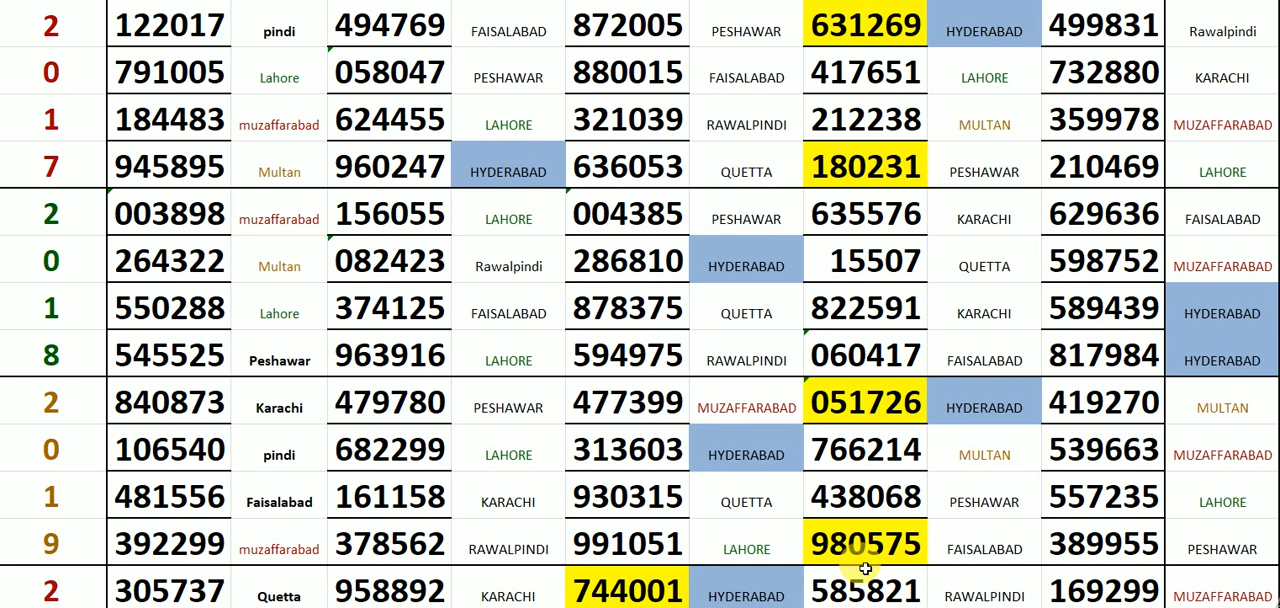 2 122017 pindi 494769 FAISALABAD 872005 PESHAWAR 631269 HYDERABAD 499831 Rawalpindi
0 791005 Lahore 058047 PESHAWAR 880015 FAISALABAD 417651 LAHORE 732880 KARACHI
1 184483 muzaffarabad 624455 LAHORE 321039 RAWALPINDI 212238 MULTAN 359978 MUZAFFARABAD
7 945895 Multan 960247 HYDERABAD 636053 QUETTA 180231 PESHAWAR 210469 LAHORE
2 003898 muzaffarabad 156055 LAHORE 004385 PESHAWAR 635576 KARACHI 629636 FAISALABAD
0 264322 Multan 082423 Rawalpindi 286810 HYDERABAD 15507 QUETTA 598752 MUZAFFARABAD
1 550288 Lahore 374125 FAISALABAD 878375 QUETTA 822591 KARACHI 589439 HYDERABAD
8 545525 Peshawar 963916 LAHORE 594975 RAWALPINDI 060417 FAISALABAD 817984 HYDERABAD
2 840873 Karachi 479780 PESHAWAR 477399 MUZAFFARABAD 051726 HYDERABAD 419270 MULTAN
0 106540 pindi 682299 LAHORE 313603 HYDERABAD 766214 MULTAN 539663 MUZAFFARABAD
1 481556 Faisalabad 161158 KARACHI 930315 QUETTA 438068 PESHAWAR 557235 LAHORE
9 392299 muzaffarabad 378562 RAWALPINDI 991051 LAHORE 980575 FAISALABAD 389955 PESHAWAR
2 305737 Quetta 958892 KARACHI 744001 HYDERABAD 585821 RAWALPINDI 169299 MUZAFFARABAD